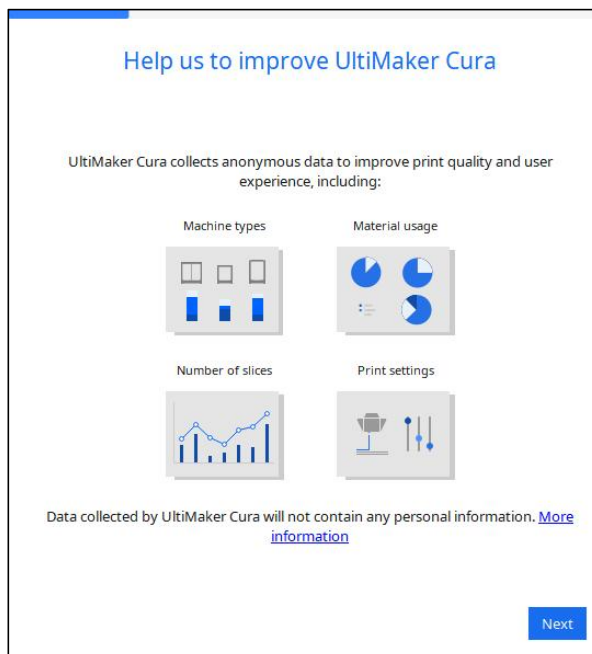 Help us to improve UltiMaker Cura
UltiMaker Cura collects anonymous data to improve print quality and user
experience, including:
Machine types
Material usage
Number of slices
Print settings
Data collected by UltiMaker Cura will not contain any personal information. More
information
Next